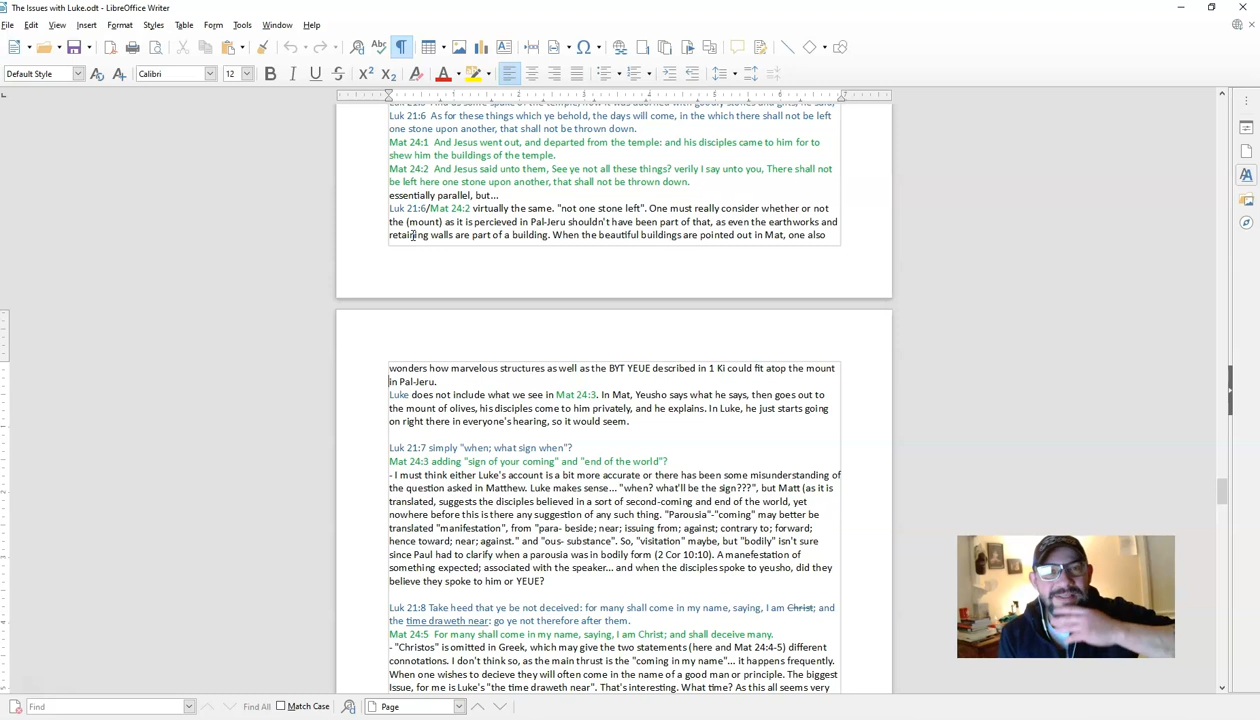 The Issues with Luke.odt - LibreOffice Writer
File Edit View Insert Format Styles Table Form Tools Window Help
Default Style Calibri 12
Luk 21:5 And as some spake of the temple, how it was adorned with goodly stones and gifts, he said,
Luk 21:6 As for these things which ye behold, the days will come, in the which there shall not be left
one stone upon another, that shall not be thrown down.
Mat 24:1 And Jesus went out, and departed from the temple: and his disciples came to him for to
shew him the buildings of the temple.
Mat 24:2 And Jesus said unto them, See ye not all these things? verily I say unto you, There shall not
be left here one stone upon another, that shall not be thrown down.
essentially parallel, but...
Luk 21:6/Mat 24:2 virtually the same. "not one stone left". One must really consider whether or not
the (mount) as it is percieved in Pal-Jeru shouldn't have been part of that, as even the earthworks and
retaining walls are part of a building. When the beautiful buildings are pointed out in Mat, one also
wonders how marvelous structures as well as the BYT YEUE described in 1 Ki could fit atop the mount
in Pal-Jeru.
Luke does not include what we see in Mat 24:3. In Mat, Yeusho says what he says, then goes out to
the mount of olives, his disciples come to him privately, and he explains. In Luke, he just starts going
on right there in everyone's hearing, so it would seem.
Luk 21:7 simply "when; what sign when"?
Mat 24:3 adding "sign of your coming" and "end of the world"?
- I must think either Luke's account is a bit more accurate or there has been some misunderstanding of
the question asked in Matthew. Luke makes sense... "when? what'll be the sign???", but Matt (as it is
translated, suggests the disciples believed in a sort of second-coming and end of the world, yet
nowhere before this is there any suggestion of any such thing. "Parousia"-"coming" may better be
translated "manifestation", from "para- beside; near; issuing from; against; contrary to; forward;
hence toward; near; against." and "ous- substance". So, "visitation" maybe, but "bodily" isn't sure
since Paul had to clarify when a parousia was in bodily form (2 Cor 10:10). A manefestation of
something expected; associated with the speaker... and when the disciples spoke to yeusho, did they
believe they spoke to him or YEUE?
Luk 21:8 Take heed that ye be not deceived: for many shall come in my name, saying, I am Christ; and
the time draweth near: go ye not therefore after them.
Mat 24:5 For many shall come in my name, saying, I am Christ; and shall deceive many.
- "Christos" is omitted in Greek, which may give the two statements (here and Mat 24:4-5) different
connotations. I don't think so, as the main thrust is the "coming in my name"... it happens frequently.
When one wishes to decieve they will often come in the name of a good man or principle. The biggest
Issue, for me is Luke's "the time draweth near". That's interesting. What time? As this all seems very
Find Find All Match Case Page